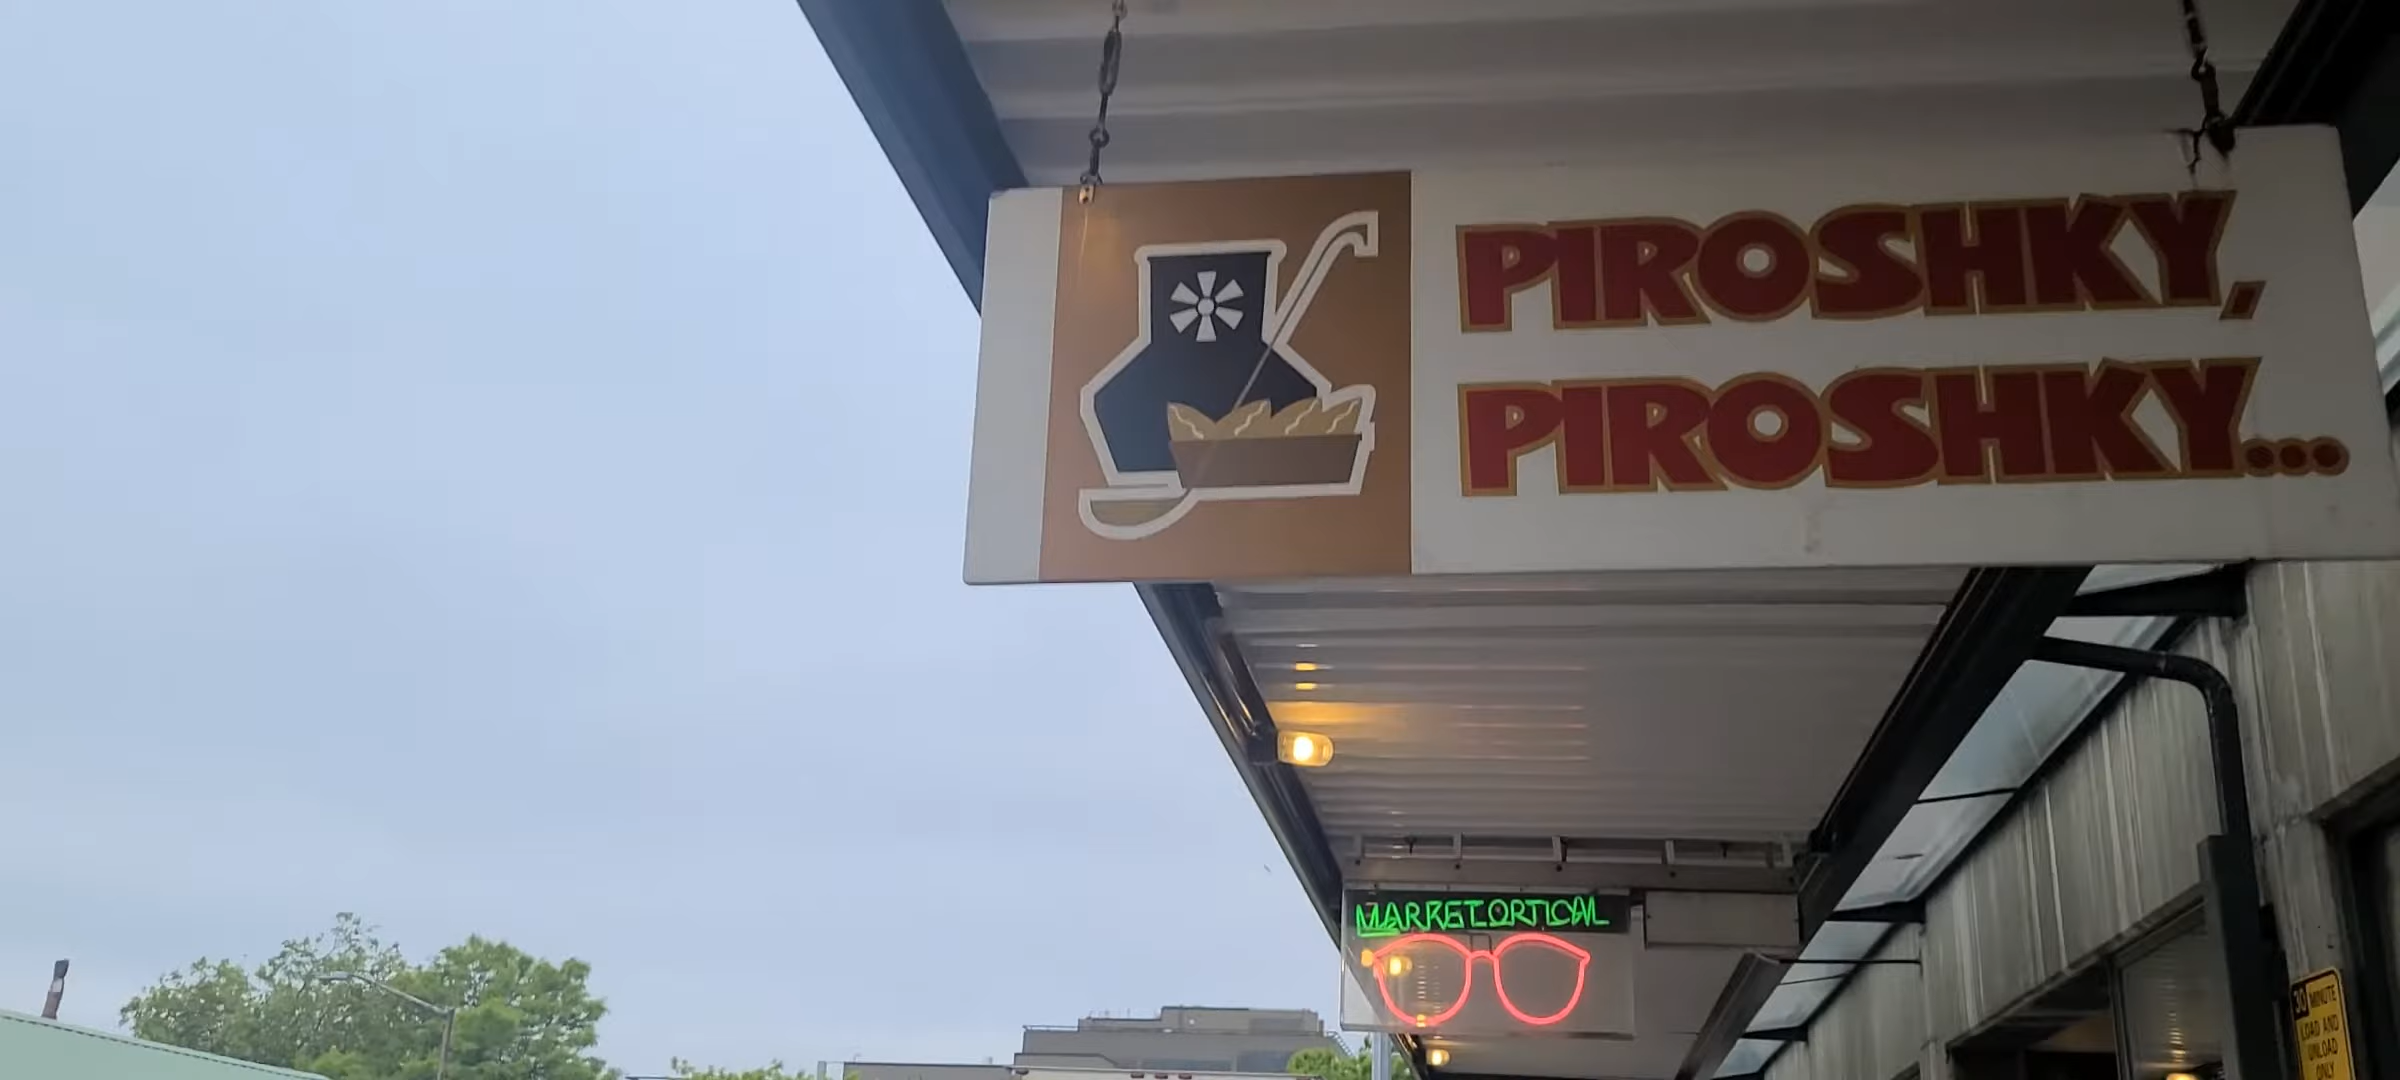 PIROSHKY,
PIROSHKY...
MARKET OPTICAL
30 MINUTE
LOAD AND
UNLOAD
ONLY